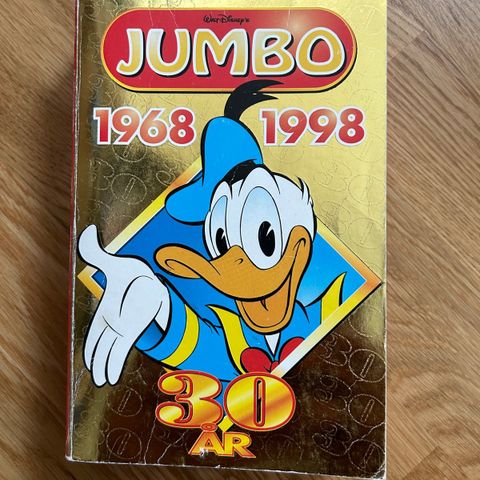 Walt Disney's
JUMBO
1968 1998
30
ÅR